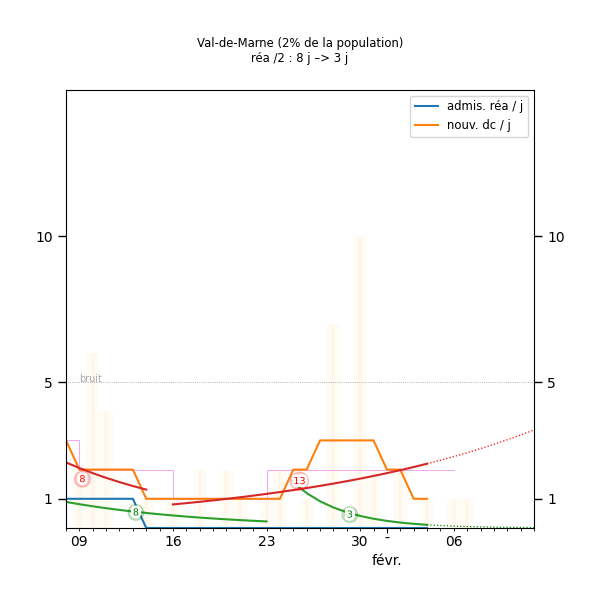 Val-de-Marne (2% de la population)
réa /2 : 8 j –> 3 j
admis. réa / j
nouv. dc / j
10
10
5
5
bruit
8
13
8
3
1
1
09
16
23
30
06
févr.